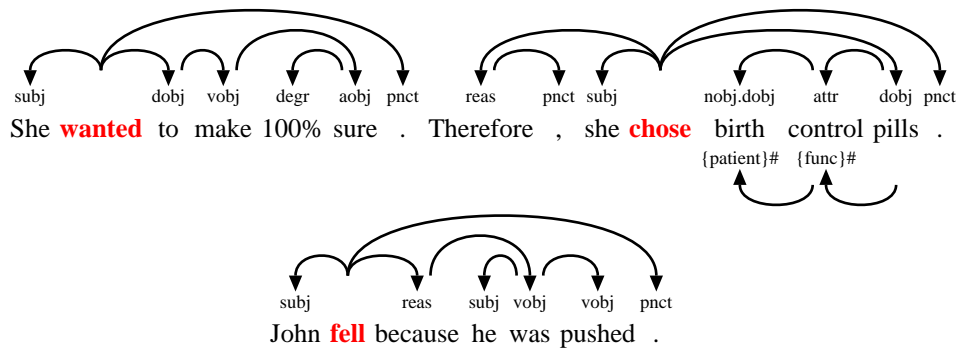 subj dobj vobj degr aobj pnct reas pnct subj nobj.dobj attr dobj pnct
She wanted to make 100% sure . Therefore , she chose birth control pills .
{patient}# {func}#
subj reas subj vobj vobj pnct
John fell because he was pushed .